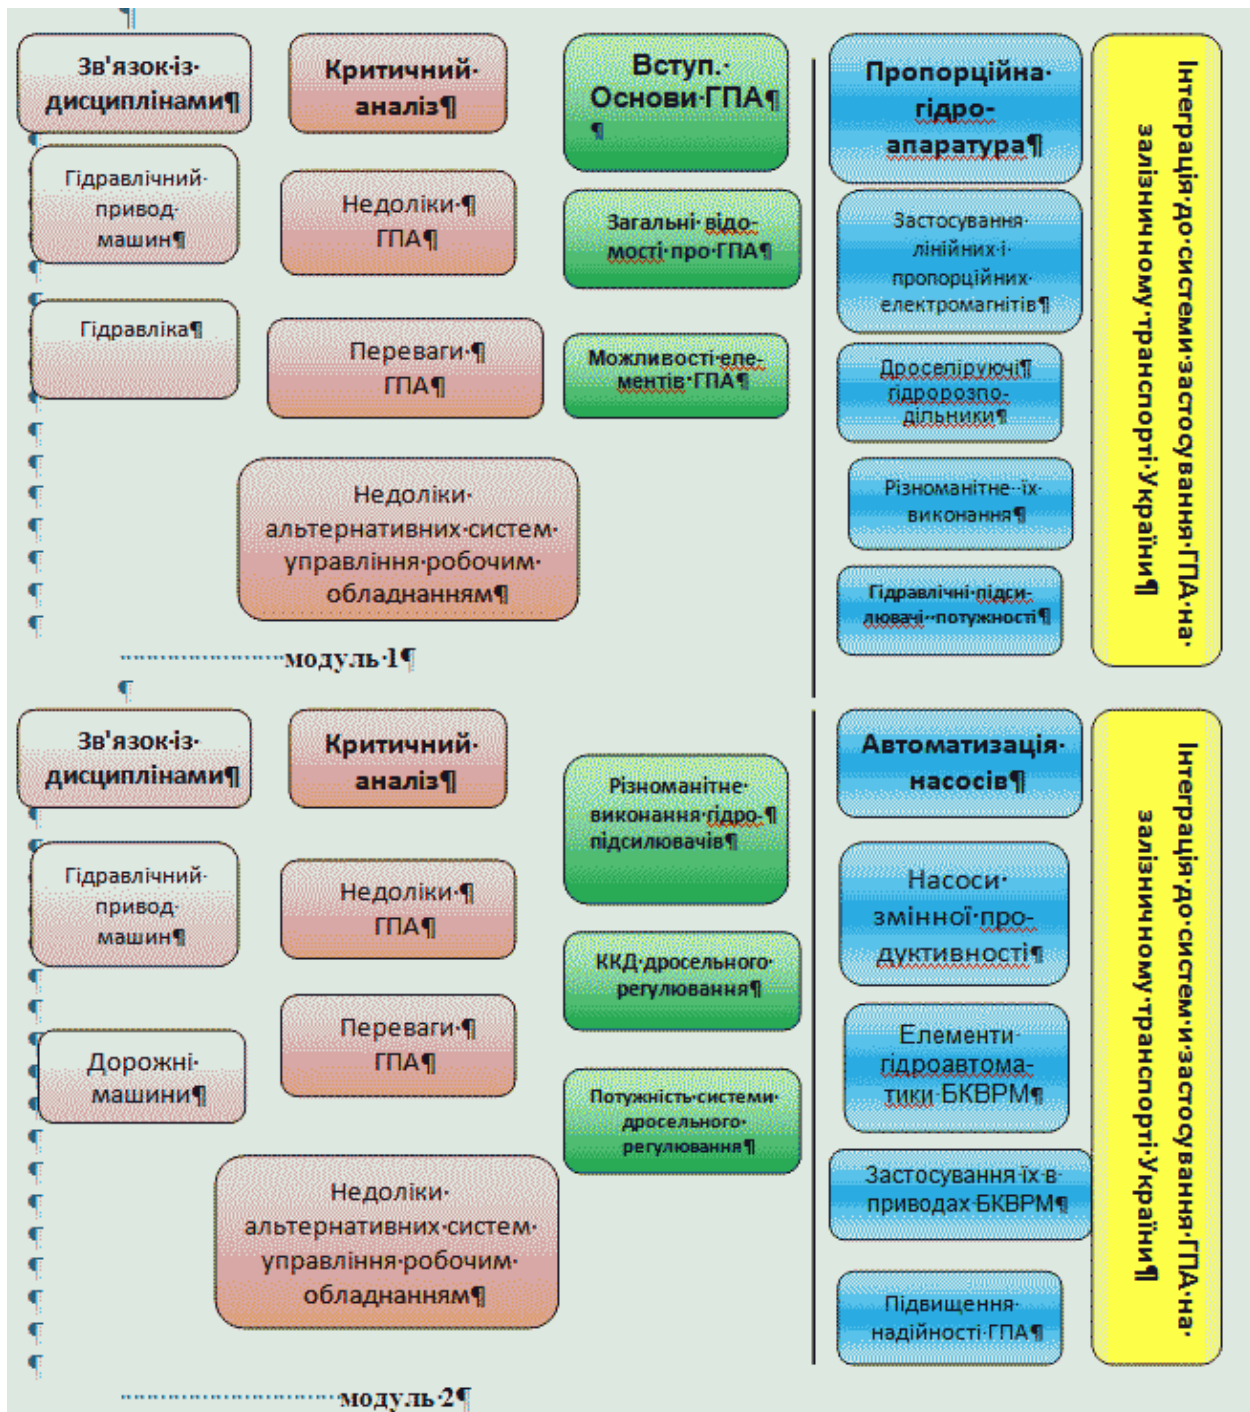 Зв'язок із
дисциплінами¶
Гідравлічний
привод
машин¶
Гідравліка¶
Критичний
аналіз¶
Недоліки ¶
ГПА¶
Переваги ¶
ГПА¶
Недоліки
альтернативних систем
управління робочим
обладнанням¶
Вступ.
Основи ГПА¶
¶
Загальні відо-
мості про ГПА¶
Можливості еле-
ментів ГПА¶
Пропорційна
гідро-
апаратура¶
Застосування
лінійних і
пропорційних
електромагнітів¶
Дроселіруючі¶
гідророзпо-
дільники¶
Різноманітне їх
виконання¶
Гідравлічні підси-
лювачі потужності¶
Інтеграція до системи застосування ГПА на
залізничному транспорті України¶
модуль 1¶
¶
Зв'язок із
дисциплінами¶
Гідравлічний
привод
машин¶
Дорожні
машини¶
Критичний
аналіз¶
Недоліки ¶
ГПА¶
Переваги ¶
ГПА¶
Недоліки
альтернативних систем
управління робочим
обладнанням¶
Різноманітне
виконання гідро-¶
підсилювачів¶
ККД дросельного
регулювання¶
Потужність системи
дросельного
регулювання¶
Автоматизація
насосів¶
Насоси
змінної про-
дуктивності¶
Елементи
гідроавтома-
тики БКВРМ¶
Застосування їх в
приводах БКВРМ¶
Підвищення
надійності ГПА¶
Інтеграція до систем и застосування ГПА на
залізничному транспорті України¶
модуль 2¶